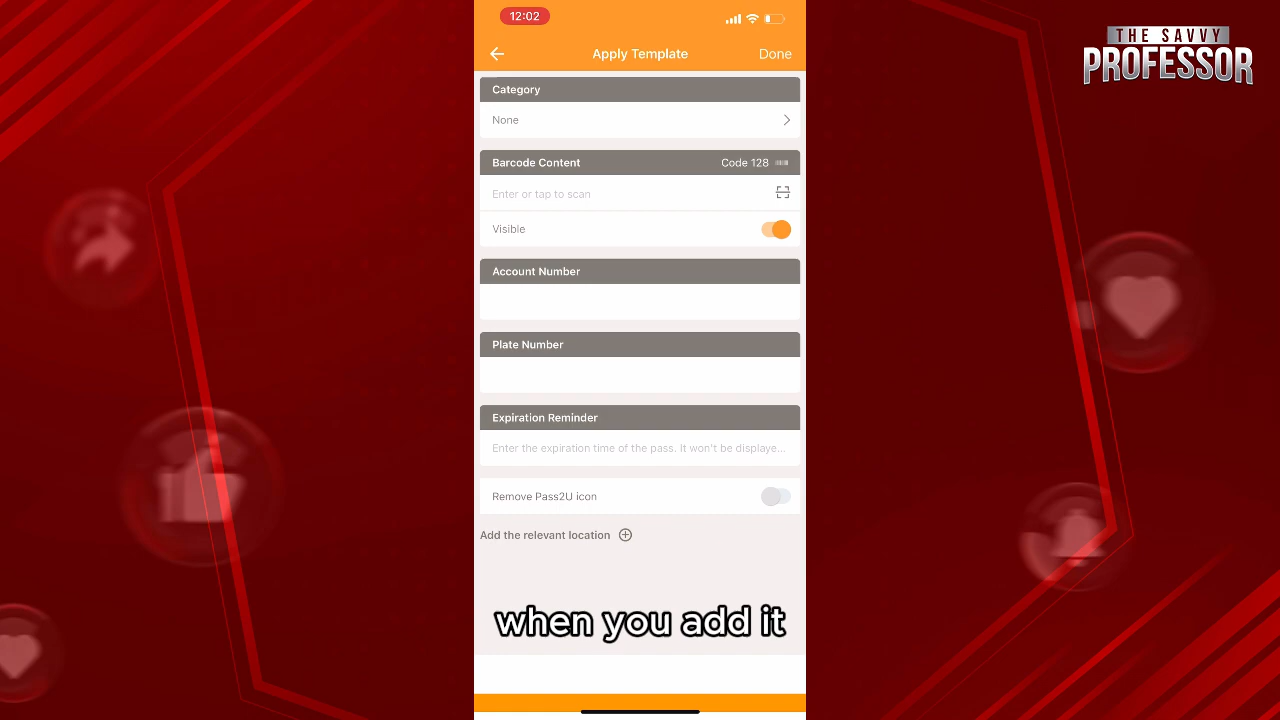 THE SAVVY
PROFESSOR
12:02
Apply Template
Done
Category
None
Barcode Content
Code 128
Enter or tap to scan
Visible
Account Number
Plate Number
Expiration Reminder
Enter the expiration time of the pass. It won't be displaye...
Remove Pass2U icon
Add the relevant location
when you add it